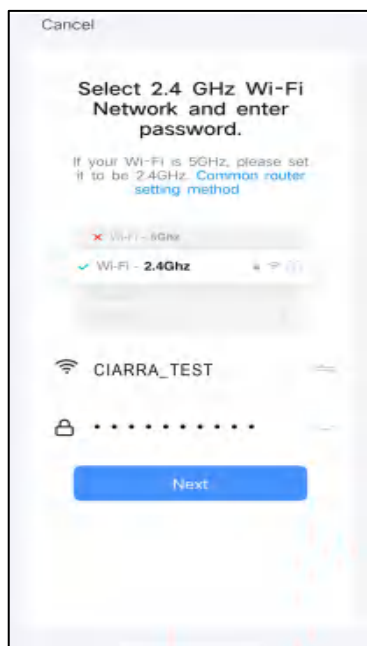 Cancel
Select 2.4 GHz Wi-Fi
Network and enter
password.
If your Wi-Fi is 5GHz, please set
it to be 2.4GHz. Common router
setting method
Wi-Fi - 5Ghz
Wi-Fi - 2.4Ghz
CIARRA_TEST
Next